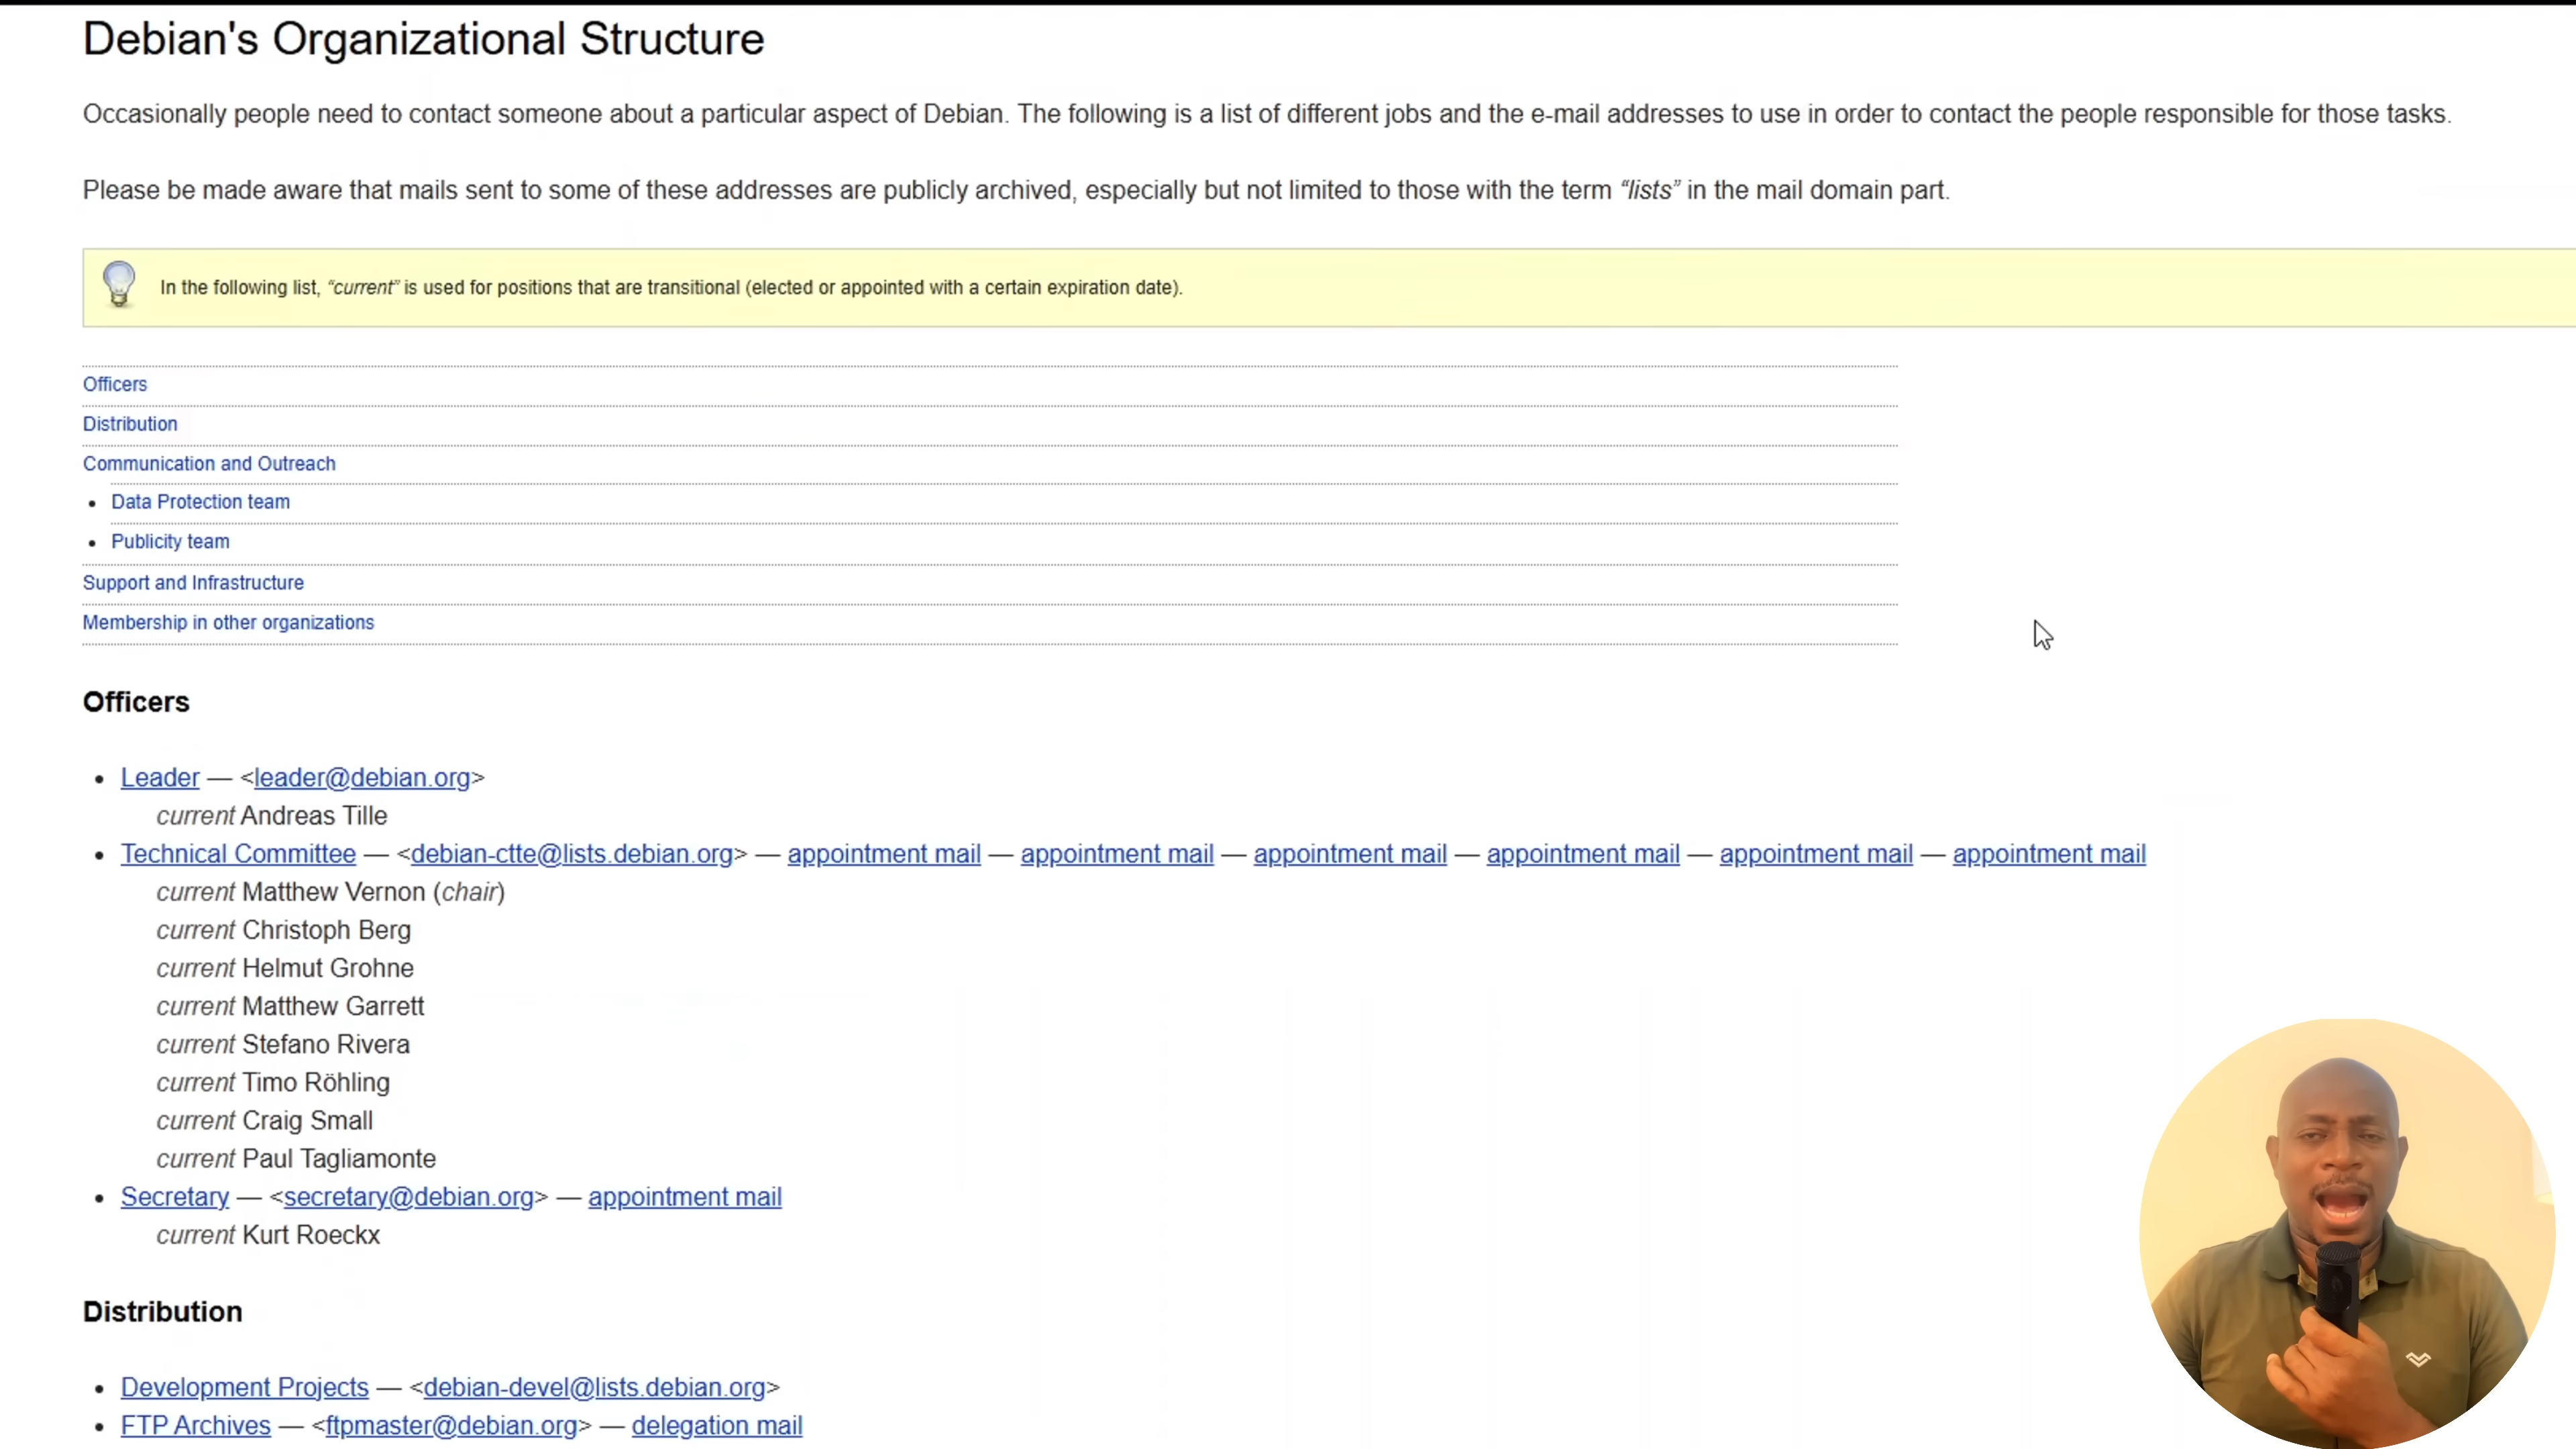 Debian's Organizational Structure
Occasionally people need to contact someone about a particular aspect of Debian. The following is a list of different jobs and the e-mail addresses to use in order to contact the people responsible for those tasks.
Please be made aware that mails sent to some of these addresses are publicly archived, especially but not limited to those with the term “lists” in the mail domain part.
In the following list, “current” is used for positions that are transitional (elected or appointed with a certain expiration date).
Officers
Distribution
Communication and Outreach
• Data Protection team
• Publicity team
Support and Infrastructure
Membership in other organizations
Officers
• Leader — <leader@debian.org>
current Andreas Tille
• Technical Committee — <debian-ctte@lists.debian.org> — appointment mail — appointment mail — appointment mail — appointment mail — appointment mail — appointment mail
current Matthew Vernon (chair)
current Christoph Berg
current Helmut Grohne
current Matthew Garrett
current Stefano Rivera
current Timo Röhling
current Craig Small
current Paul Tagliamonte
• Secretary — <secretary@debian.org> — appointment mail
current Kurt Roeckx
Distribution
• Development Projects — <debian-devel@lists.debian.org>
• FTP Archives — <ftpmaster@debian.org> — delegation mail